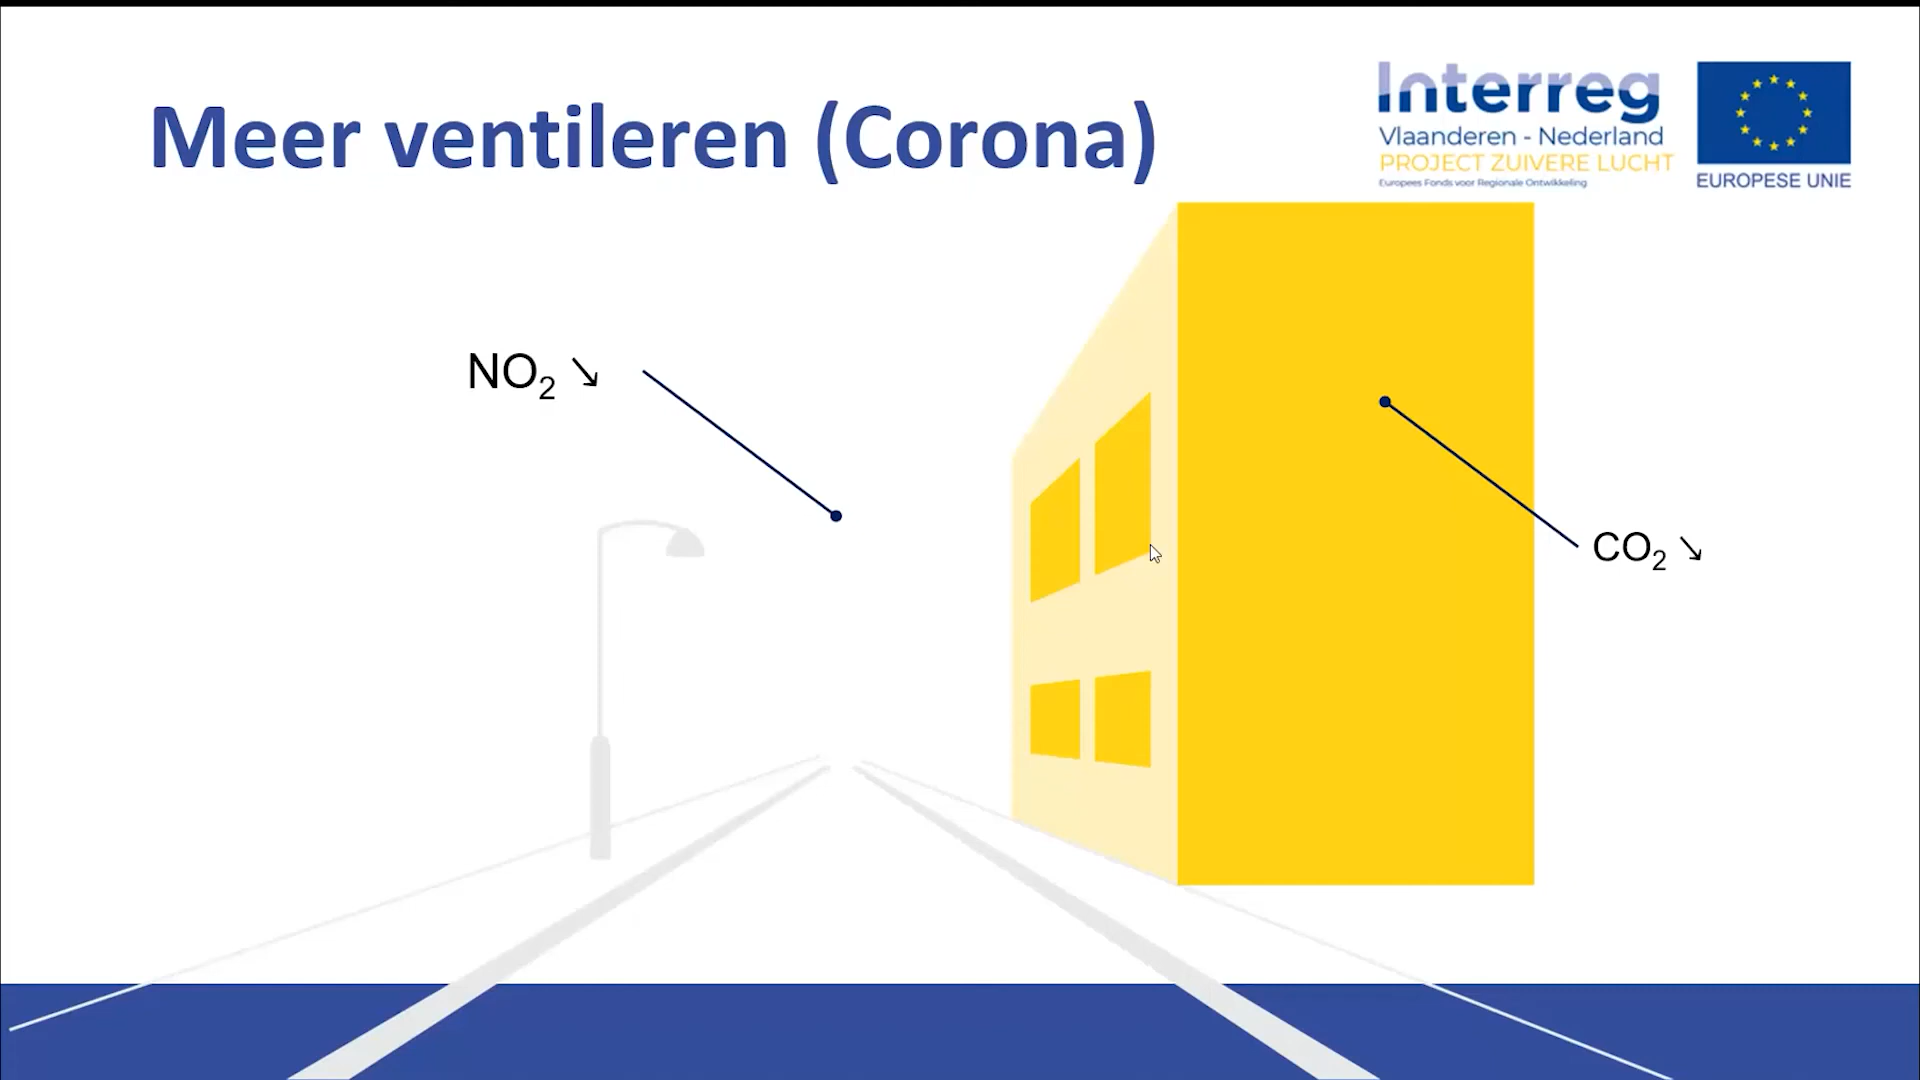 Meer ventileren (Corona)
Interreg
Vlaanderen - Nederland
PROJECT ZUIVERE LUCHT
Europees Fonds voor Regionale Ontwikkeling
EUROPESE UNIE
NO₂ ↘
CO₂ ↘